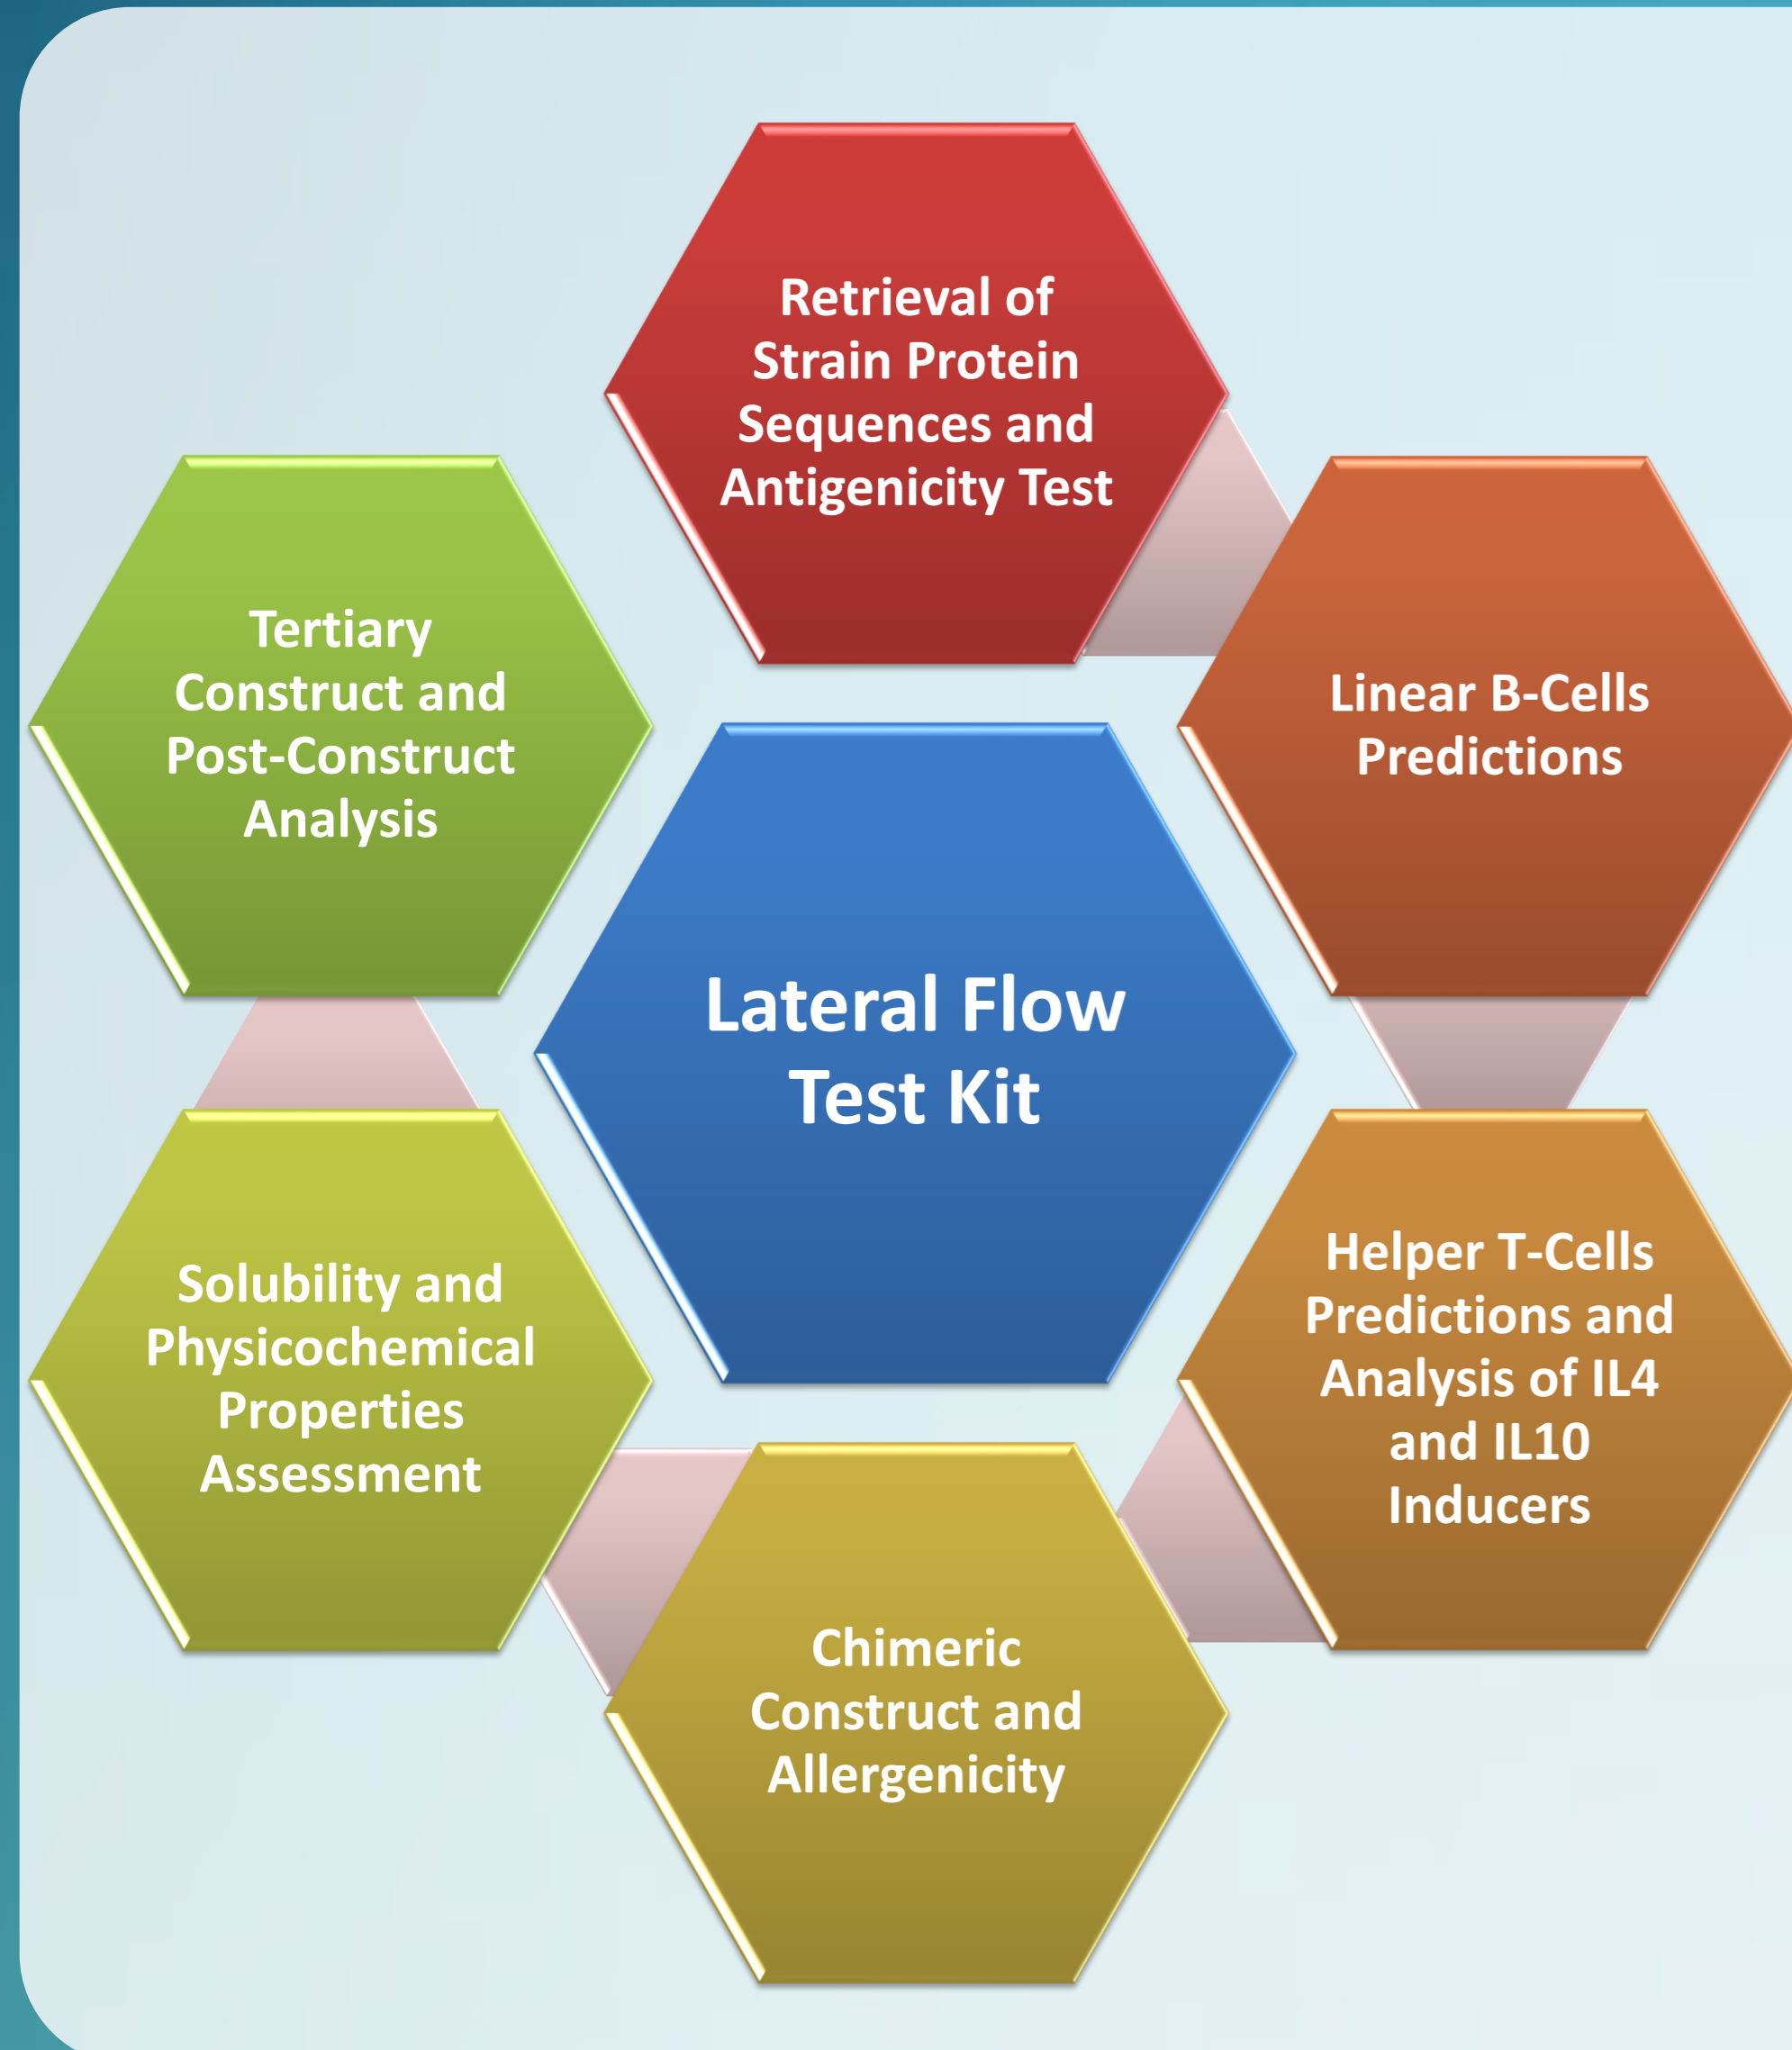 Retrieval of
Strain Protein
Sequences and
Antigenicity Test
Linear B-Cells
Predictions
Helper T-Cells
Predictions and
Analysis of IL4
and IL10
Inducers
Chimeric
Construct and
Allergenicity
Solubility and
Physicochemical
Properties
Assessment
Tertiary
Construct and
Post-Construct
Analysis
Lateral Flow
Test Kit